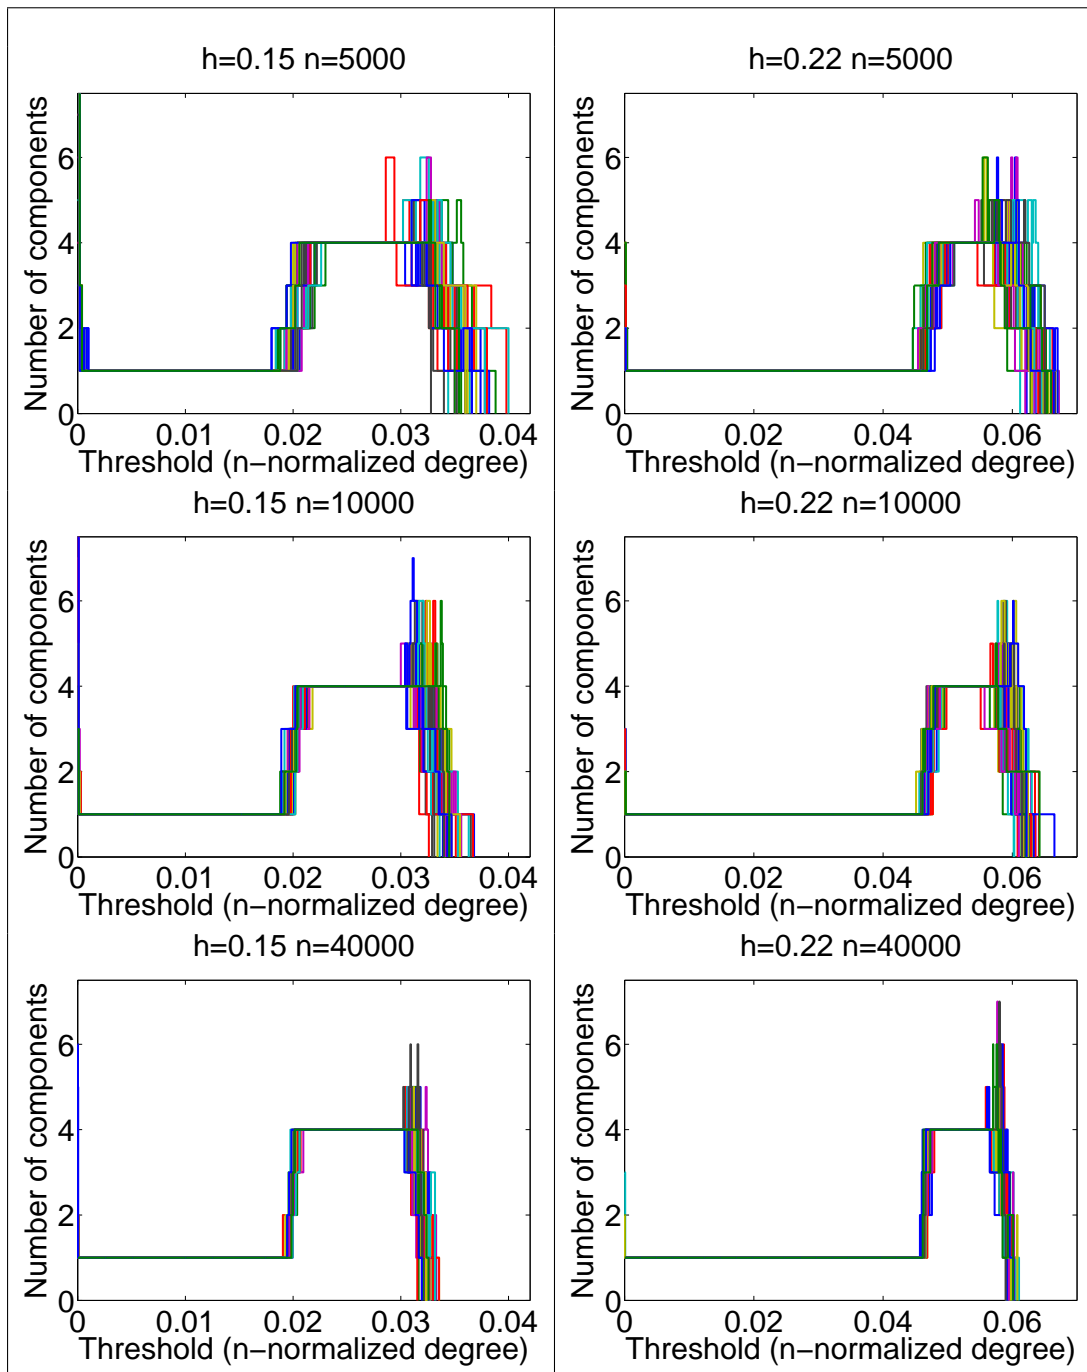 h=0.15 n=5000
Number of components
6
4
2
0
0 0.01 0.02 0.03 0.04
Threshold (n−normalized degree)
h=0.22 n=5000
Number of components
6
4
2
0
0 0.02 0.04 0.06
Threshold (n−normalized degree)
h=0.15 n=10000
Number of components
6
4
2
0
0 0.01 0.02 0.03 0.04
Threshold (n−normalized degree)
h=0.22 n=10000
Number of components
6
4
2
0
0 0.02 0.04 0.06
Threshold (n−normalized degree)
h=0.15 n=40000
Number of components
6
4
2
0
0 0.01 0.02 0.03 0.04
Threshold (n−normalized degree)
h=0.22 n=40000
Number of components
6
4
2
0
0 0.02 0.04 0.06
Threshold (n−normalized degree)